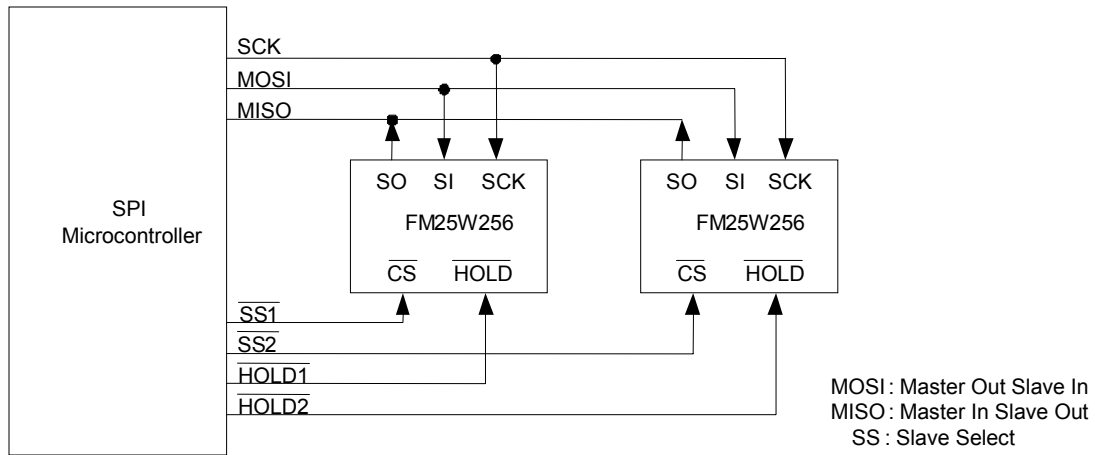 SCK
MOSI
MISO
SO SI SCK
SO SI SCK
SPI
Microcontroller
FM25W256
FM25W256
CS HOLD
CS HOLD
SS1
SS2
HOLD1
HOLD2
MOSI : Master Out Slave In
MISO : Master In Slave Out
SS : Slave Select